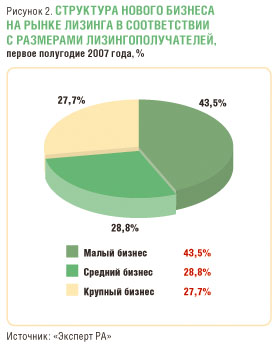 Рисунок 2. СТРУКТУРА НОВОГО БИЗНЕСА
НА РЫНКЕ ЛИЗИНГА В СООТВЕТСТВИИ
С РАЗМЕРАМИ ЛИЗИНГОПОЛУЧАТЕЛЕЙ,
первое полугодие 2007 года, %
27,7%
43,5%
28,8%
Малый бизнес 43,5%
Средний бизнес 28,8%
Крупный бизнес 27,7%
Источник: «Эксперт РА»